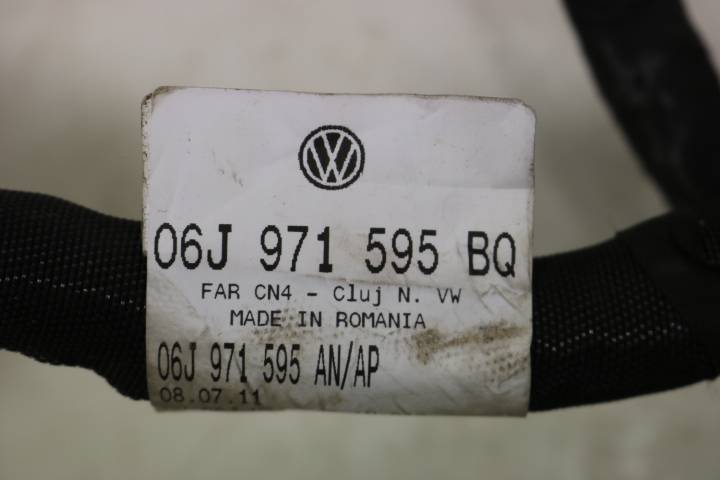 VW
06J 971 595 BQ
FAR CN4 - Cluj N. VW
MADE IN ROMANIA
06J 971 595 AN/AP
08.07.11